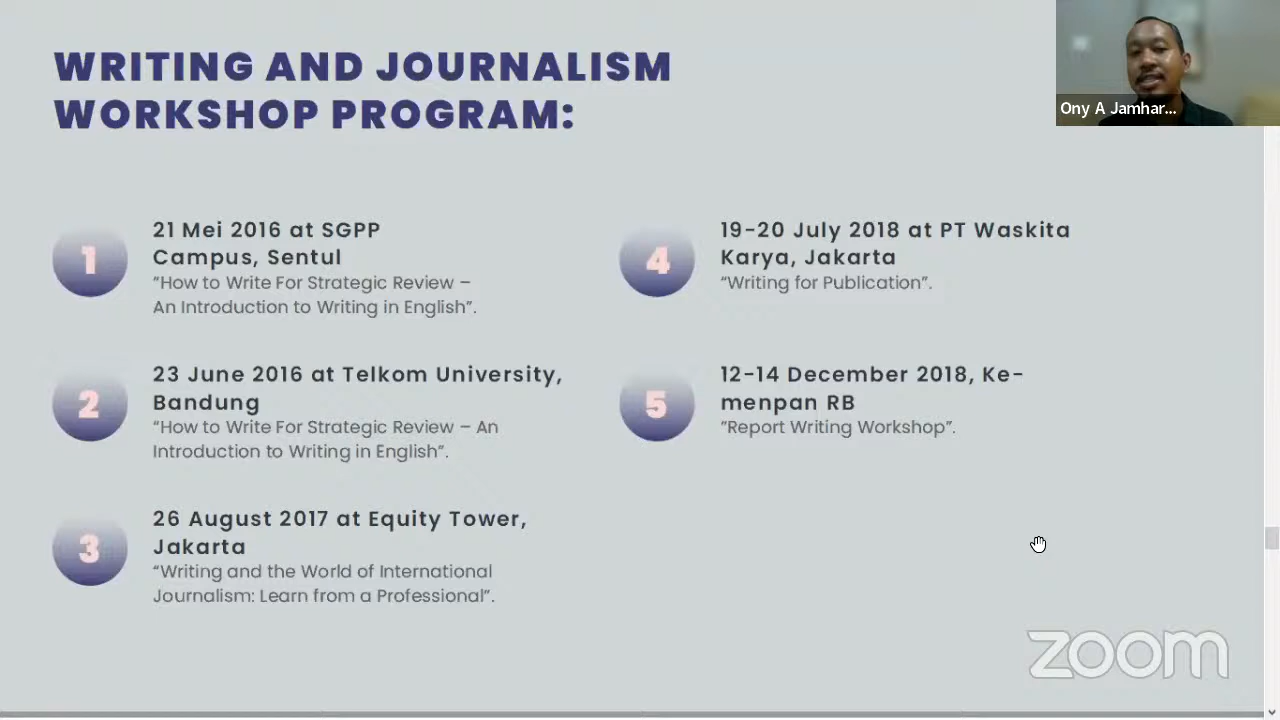 WRITING AND JOURNALISM
WORKSHOP PROGRAM:
Ony A Jamhar...
1
21 Mei 2016 at SGPP
Campus, Sentul
“How to Write For Strategic Review –
An Introduction to Writing in English”.
2
23 June 2016 at Telkom University,
Bandung
“How to Write For Strategic Review – An
Introduction to Writing in English”.
3
26 August 2017 at Equity Tower,
Jakarta
“Writing and the World of International
Journalism: Learn from a Professional”.
4
19-20 July 2018 at PT Waskita
Karya, Jakarta
“Writing for Publication”.
5
12-14 December 2018, Ke-
menpan RB
”Report Writing Workshop”.
zoom